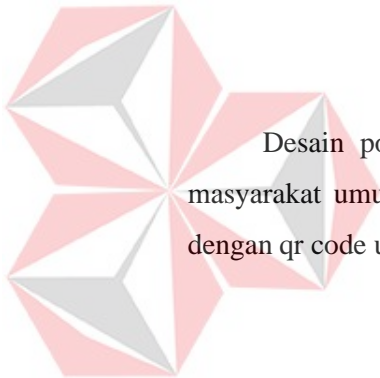 Desain po
masyarakat umu
dengan qr code u